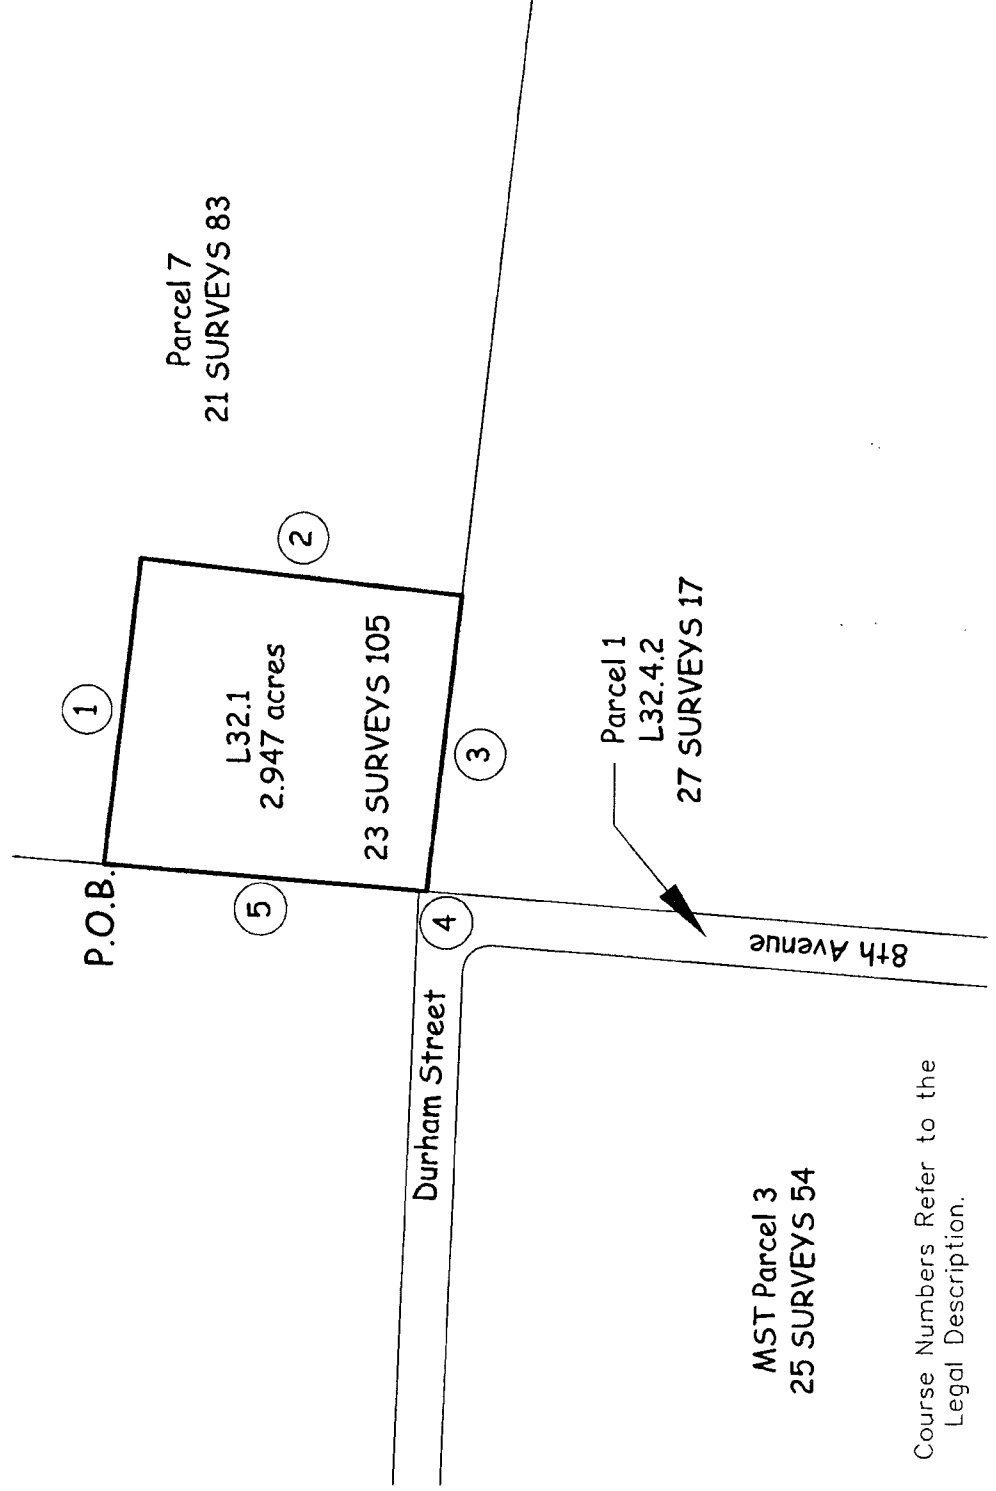 P.O.B.
1
2
3
4
5
L32.1
2.947 acres
23 SURVEYS 105
Parcel 7
21 SURVEYS 83
Durham Street
8th Avenue
Parcel 1
L32.4.2
27 SURVEYS 17
MST Parcel 3
25 SURVEYS 54
Course Numbers Refer to the
Legal Description.